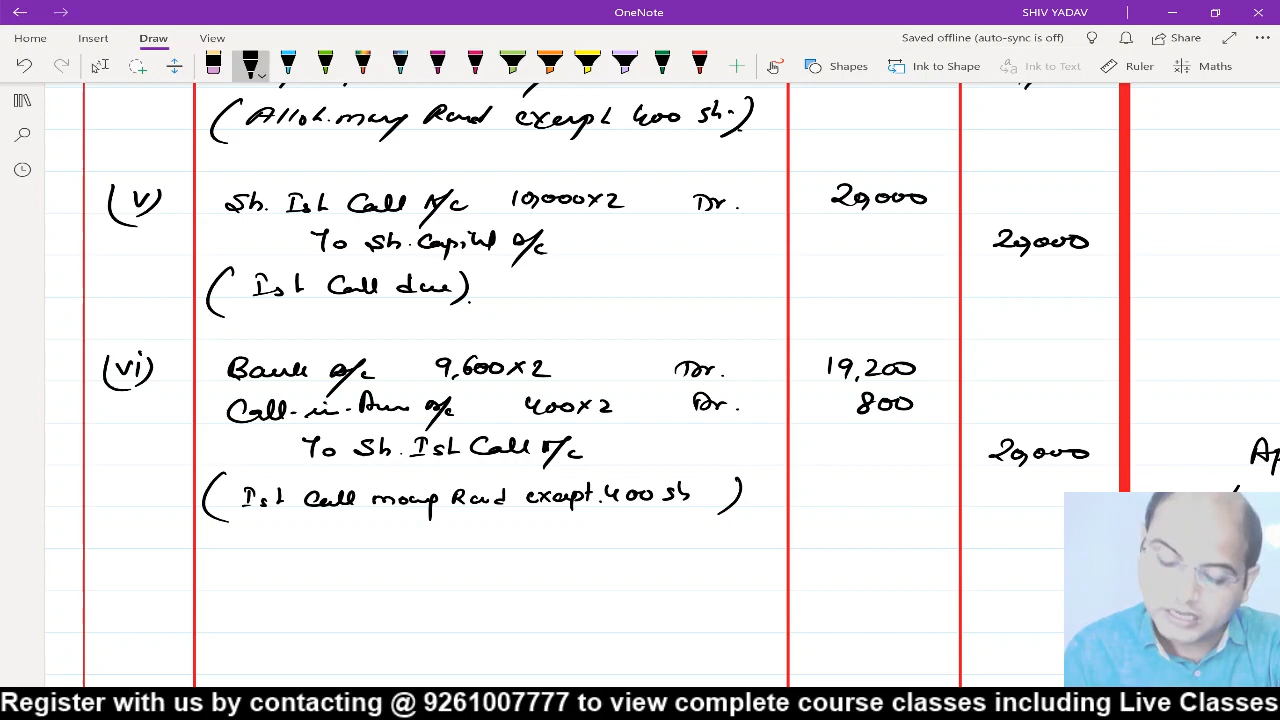 OneNote
SHIV YADAV
Home Insert Draw View
Saved offline (auto-sync is off)
Share
Shapes Ink to Shape Ink to Text Ruler Maths
(Alloh. mony Recd except 400 sh.)
(v) Sh. Ist Call A/c 10,000×2 Dr. 20,000
To Sh. Capital A/c 20,000
(Ist Call due).
(vi) Bank A/c 9,600×2 Dr. 19,200
Call-in-Arr A/c 400×2 Dr. 800
To Sh. Ist Call A/c 20,000
Ap
(Ist Call mony Recd except. 400 sh)
Register with us by contacting @ 9261007777 to view complete course classes including Live Classes